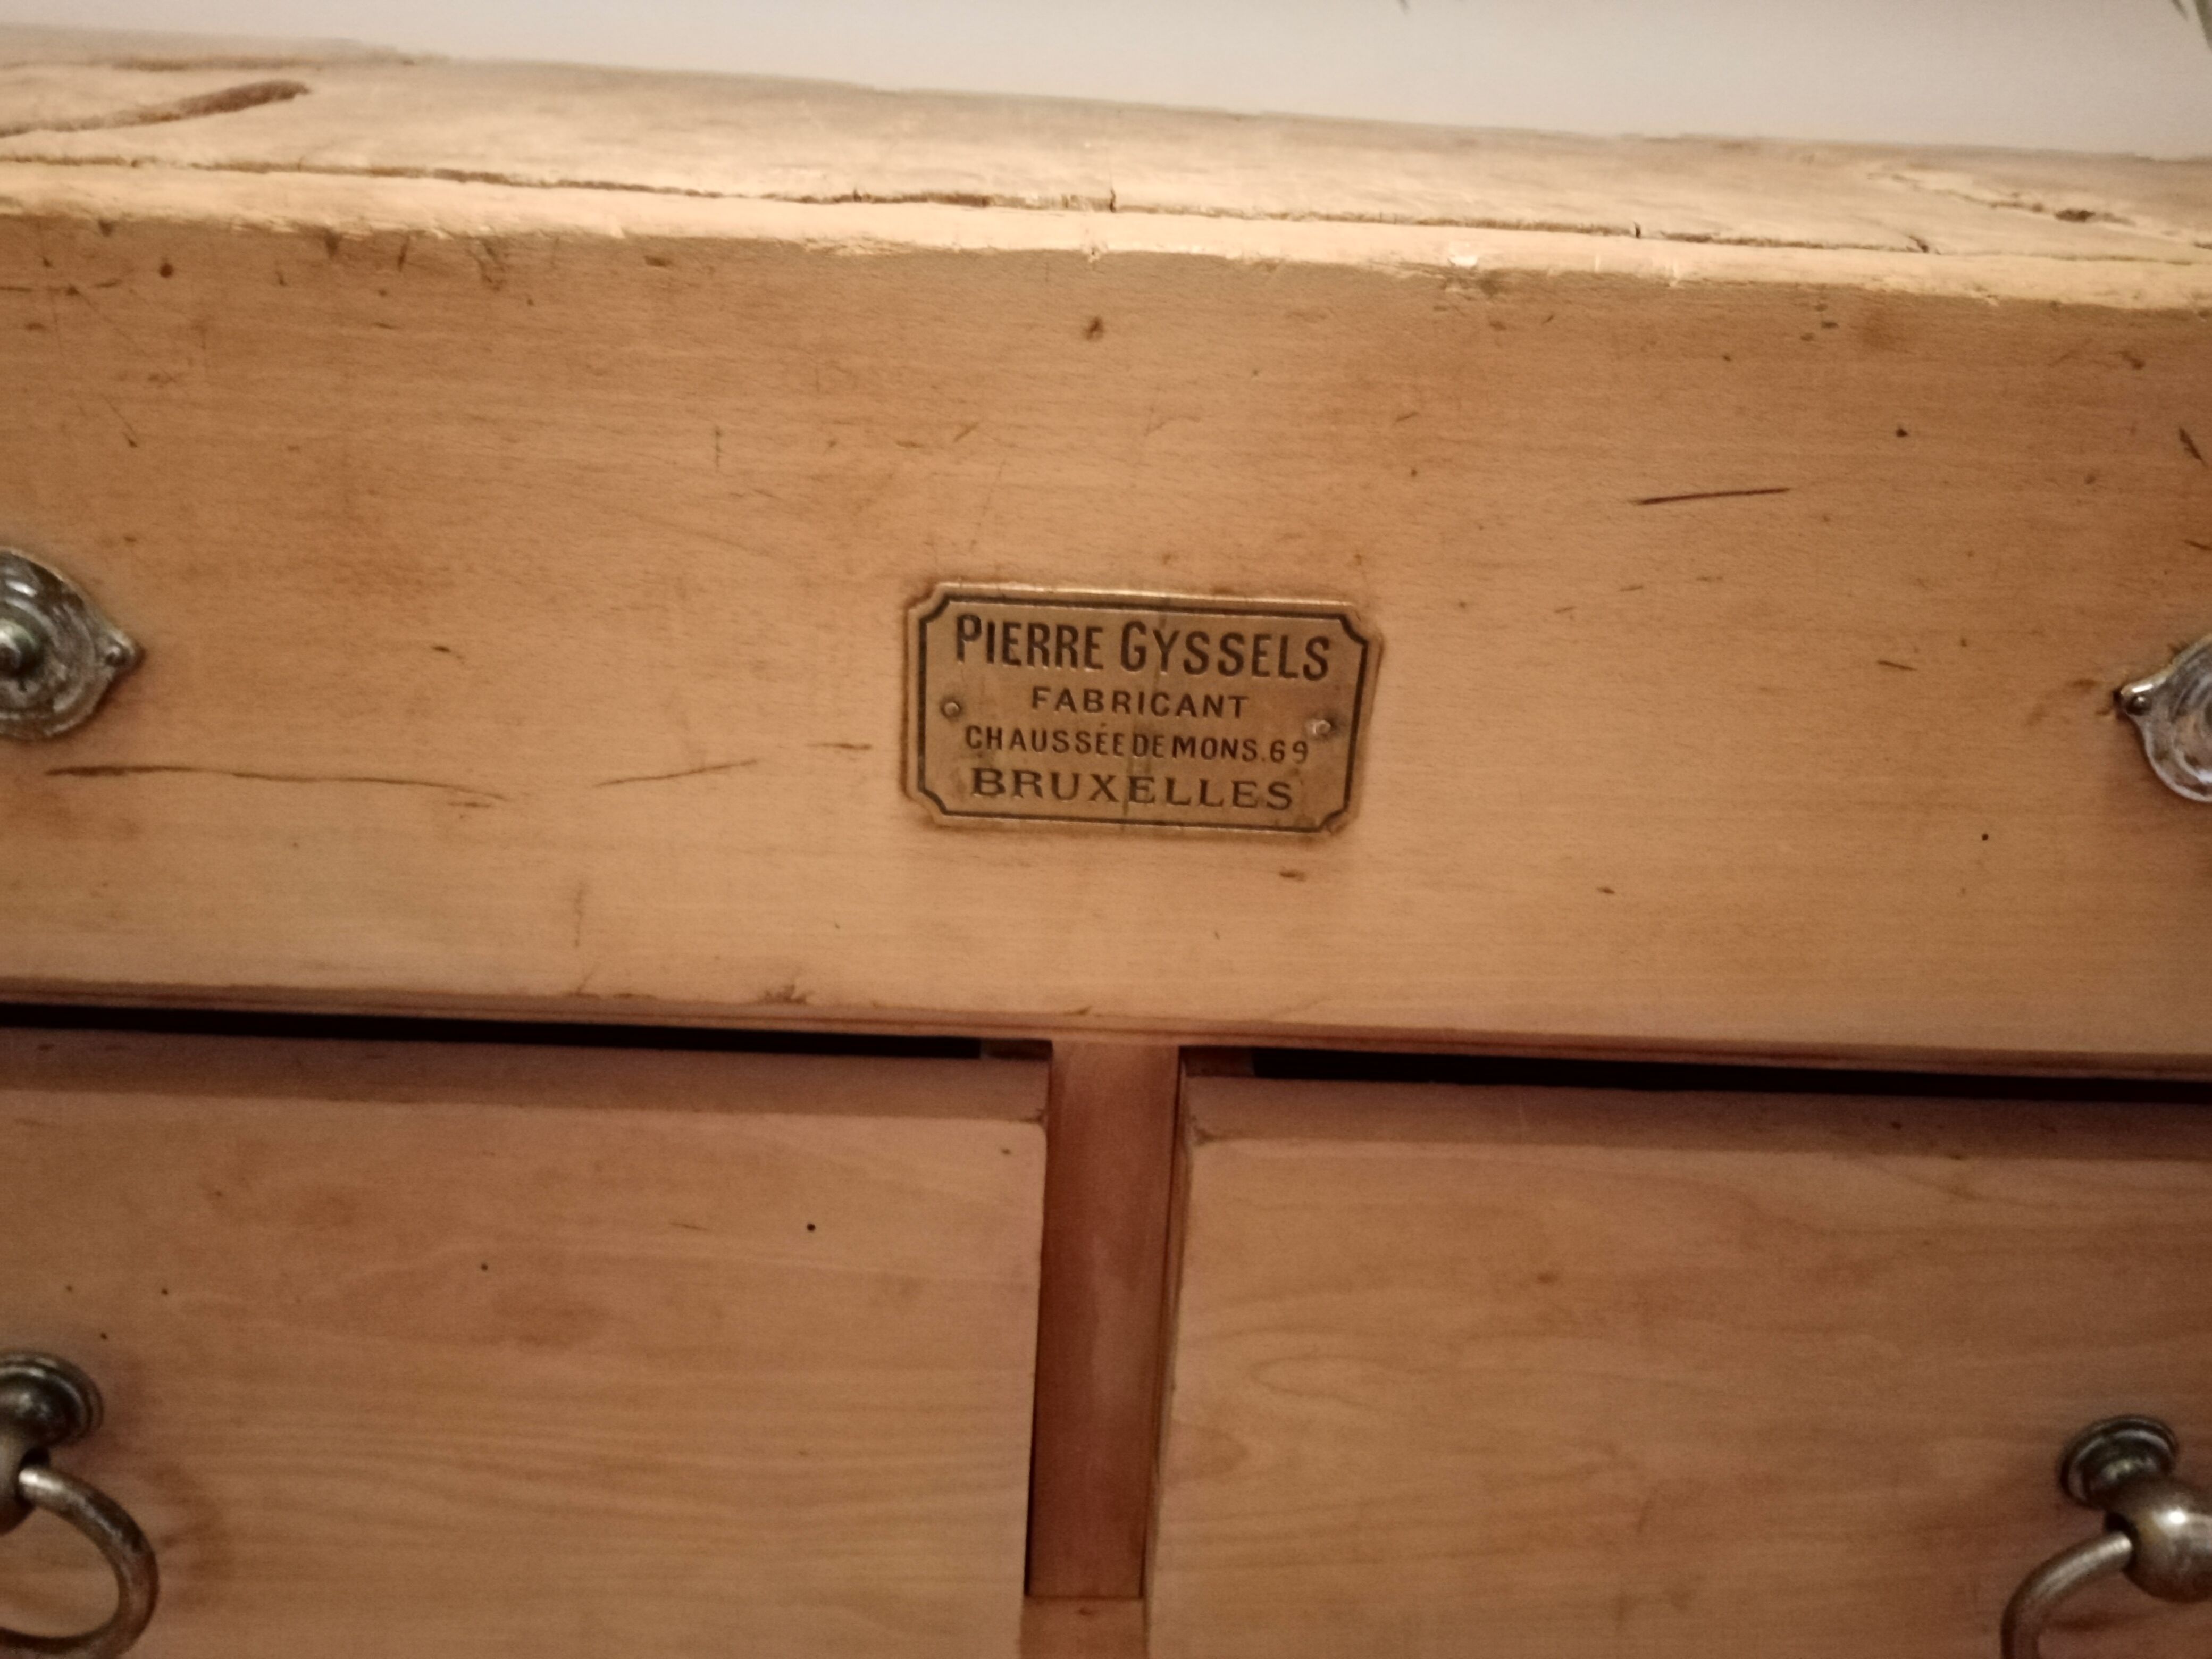 PIERRE GYSSELS
FABRICANT
CHAUSSÉE DE MONS.69
BRUXELLES